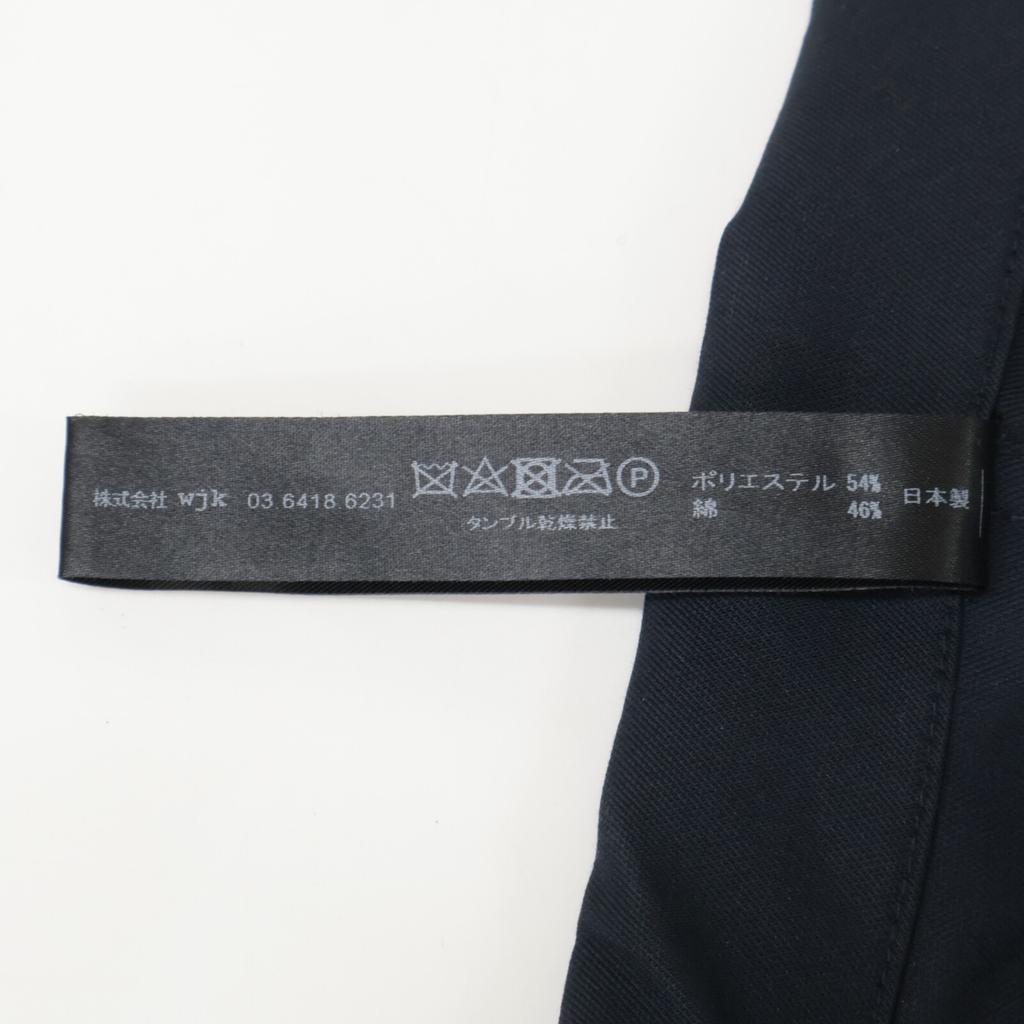 株式会社 wjk 03 6418 6231
P
タンブル乾燥禁止
ポリエステル 54%
綿 46%
日本製